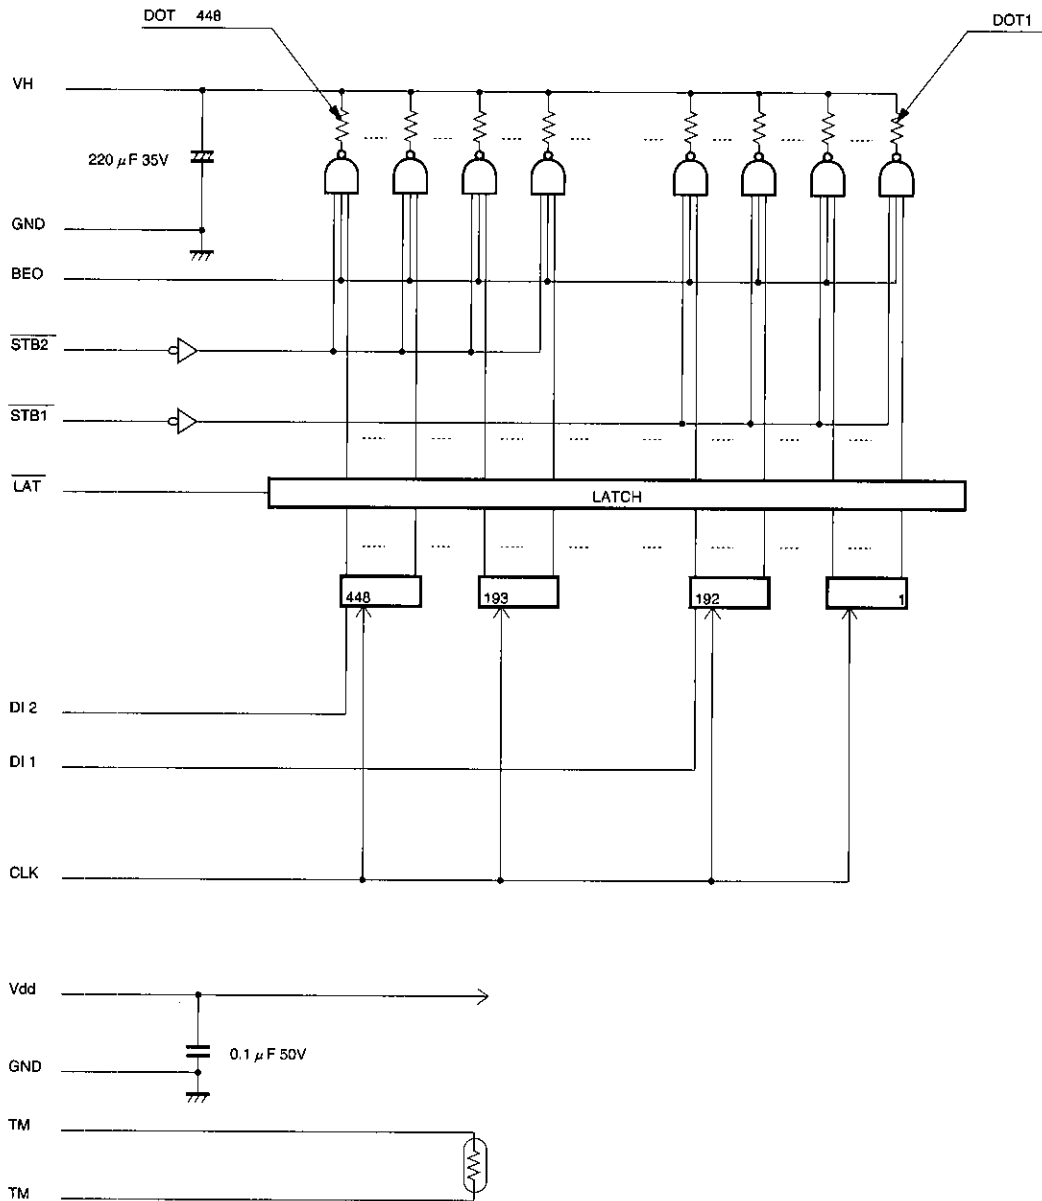 DOT 448
DOT1
VH
220 μF 35V
GND
BEO
STB2
STB1
LAT
LATCH
448
193
192
1
DI 2
DI 1
CLK
Vdd
0.1 μF 50V
GND
TM
TM